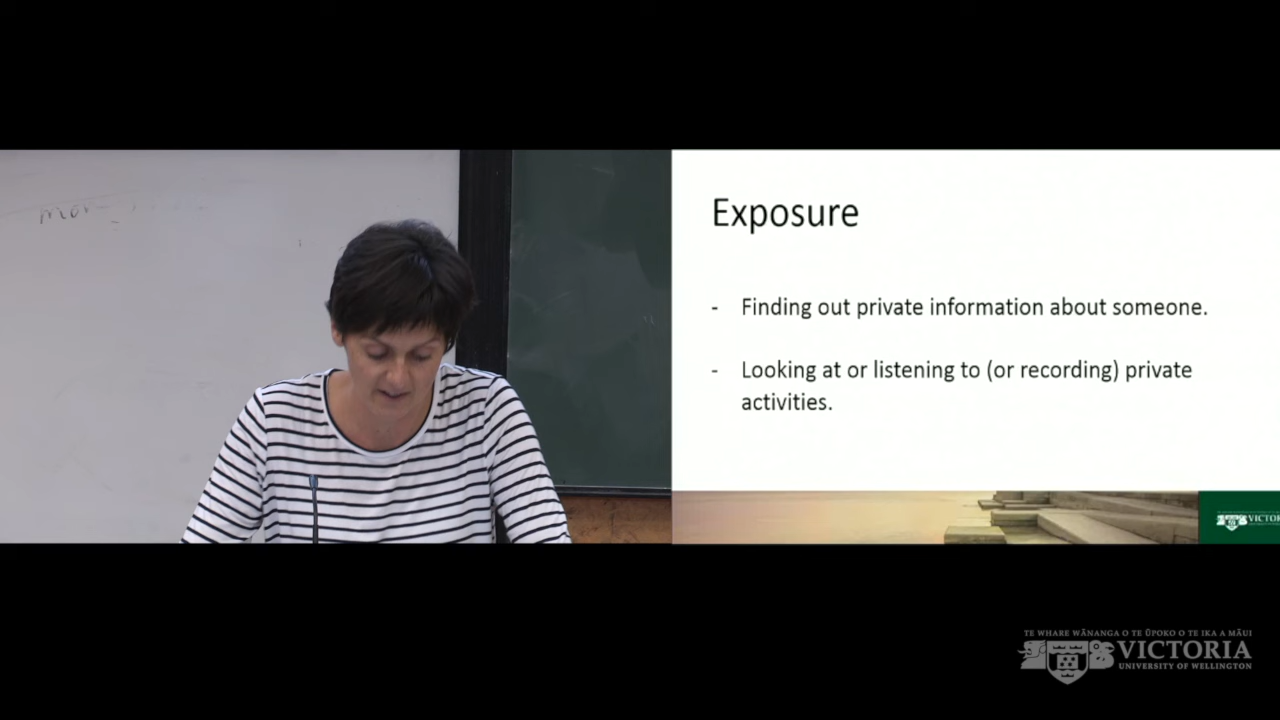 Exposure
- Finding out private information about someone.
- Looking at or listening to (or recording) private
activities.
TE WHARE WĀNANGA O TE ŪPOKO O TE IKA A MĀUI
VICTORIA
UNIVERSITY OF WELLINGTON